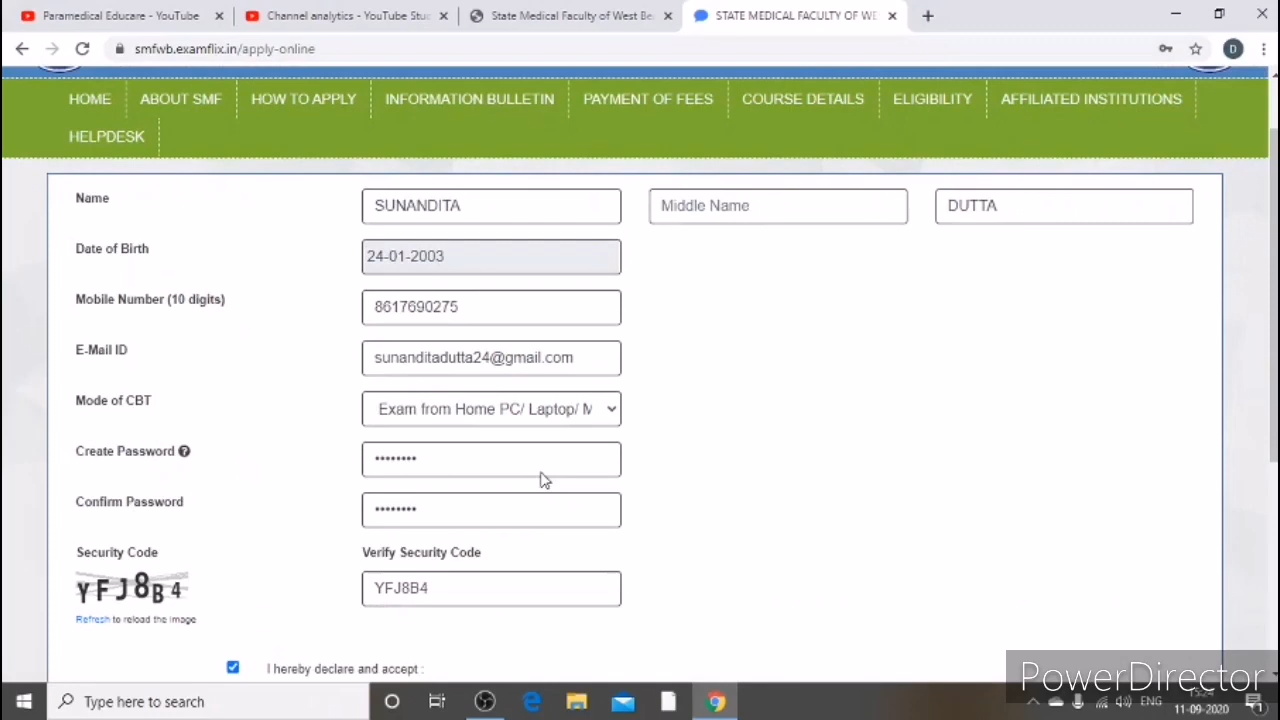 Paramedical Educare - YouTube
Channel analytics - YouTube Stu
State Medical Faculty of West Be
STATE MEDICAL FACULTY OF WE
smfwb.examflix.in/apply-online
D
HOME ABOUT SMF HOW TO APPLY INFORMATION BULLETIN PAYMENT OF FEES COURSE DETAILS ELIGIBILITY AFFILIATED INSTITUTIONS
HELPDESK
Name SUNANDITA Middle Name DUTTA
Date of Birth 24-01-2003
Mobile Number (10 digits) 8617690275
E-Mail ID sunanditadutta24@gmail.com
Mode of CBT Exam from Home PC/ Laptop/ M
Create Password ••••••••
Confirm Password ••••••••
Security Code Verify Security Code
YFJ8B4 YFJ8B4
Refresh to reload the image
I hereby declare and accept :
PowerDirector
Type here to search
ENG
15:24
11-09-2020